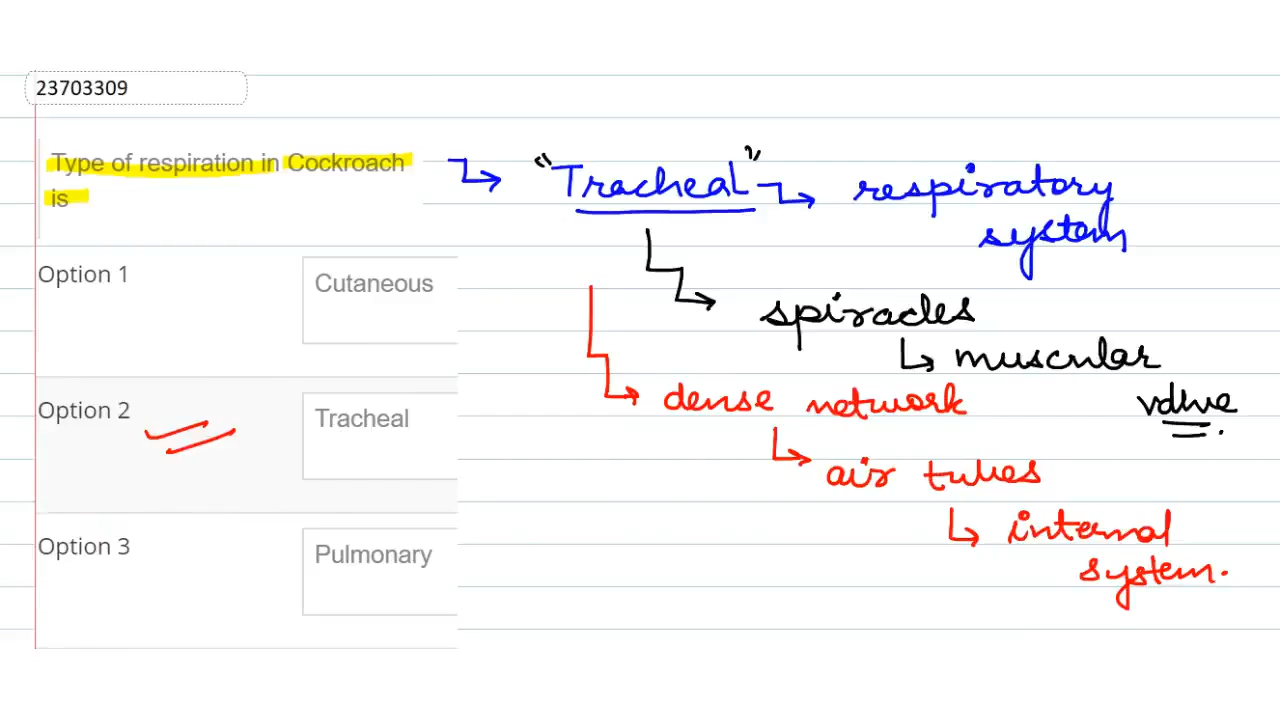 23703309
Type of respiration in Cockroach
is
Option 1
Cutaneous
Option 2
Tracheal
Option 3
Pulmonary
"Tracheal"
respiratory
system
spiracles
muscular
valve
dense network
air tubes
internal
system.